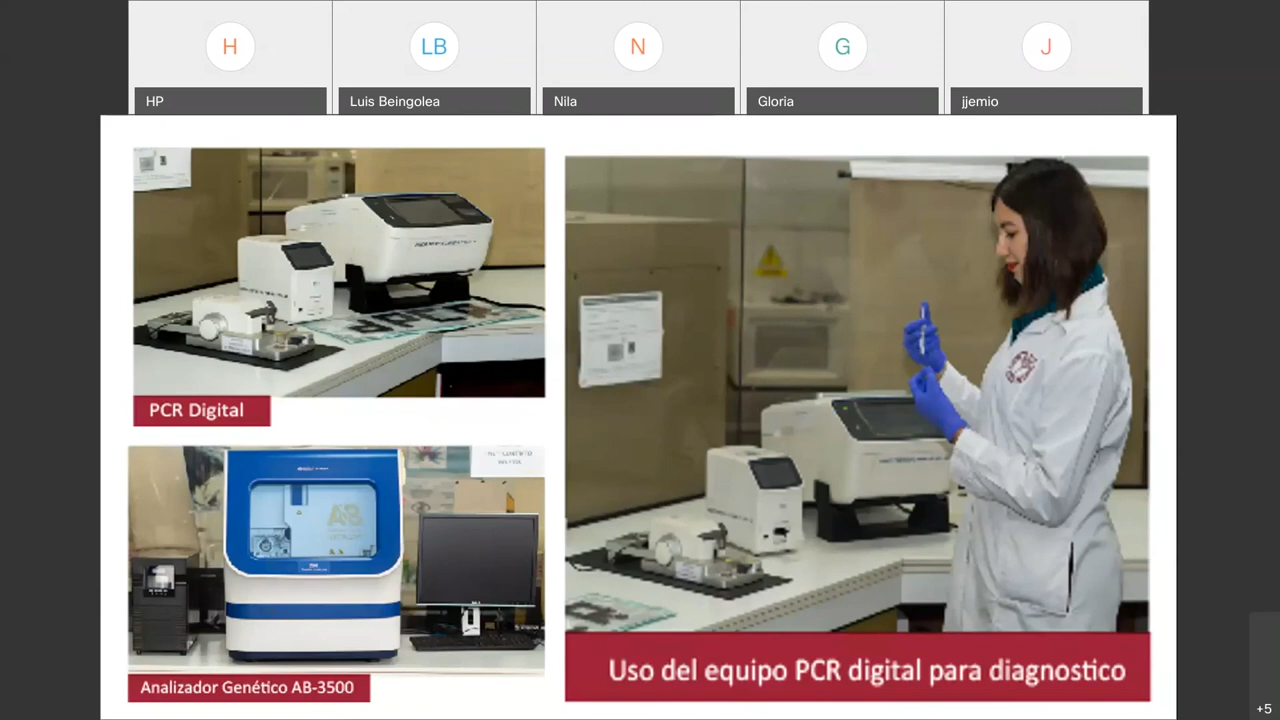 H
LB
N
G
J
HP
Luis Beingolea
Nila
Gloria
jjemio
PCR Digital
AB
Analizador Genético AB-3500
Uso del equipo PCR digital para diagnostico
+5